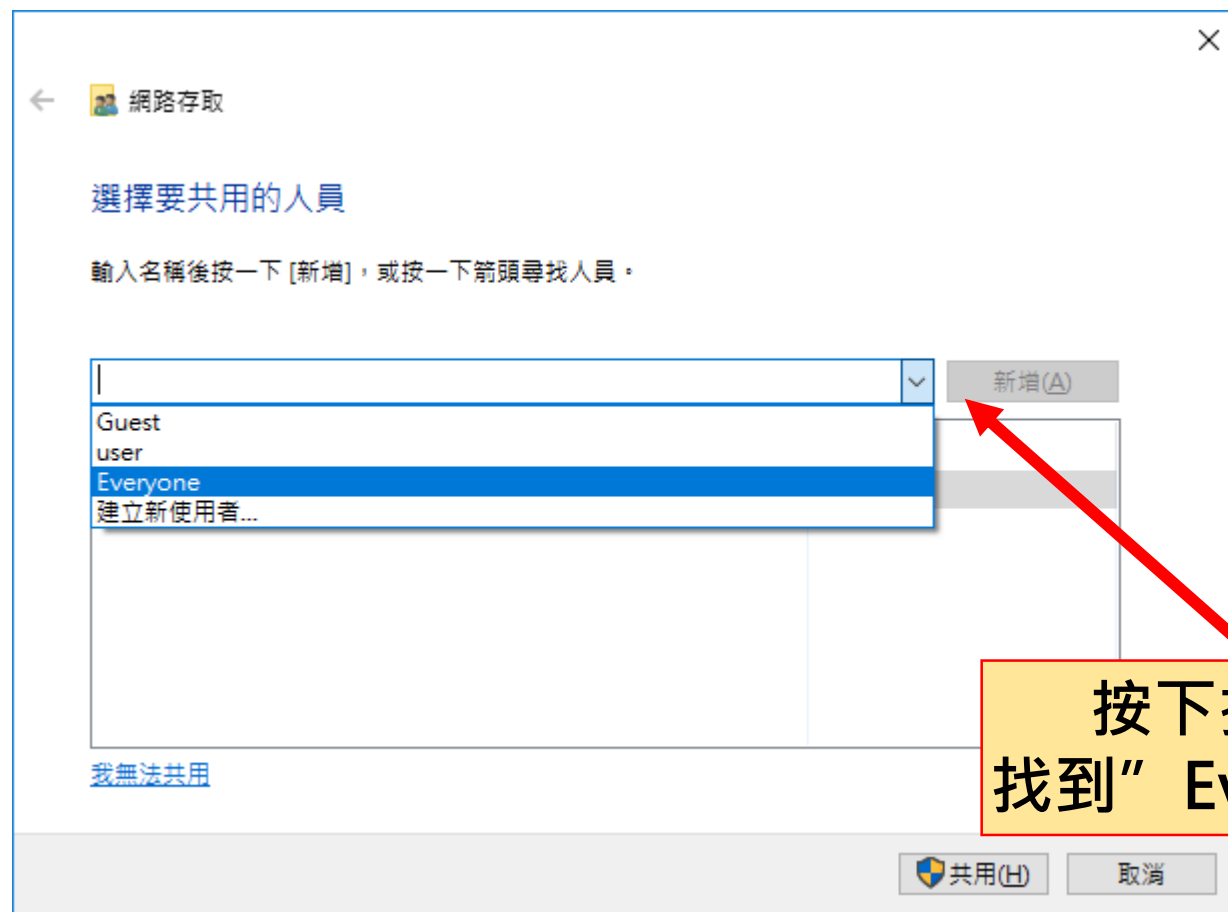 網路存取
選擇要共用的人員
輸入名稱後按一下 [新增]，或按一下箭頭尋找人員。
新增(A)
Guest
user
Everyone
建立新使用者...
我無法共用
按下
找到” E
共用(H)
取消